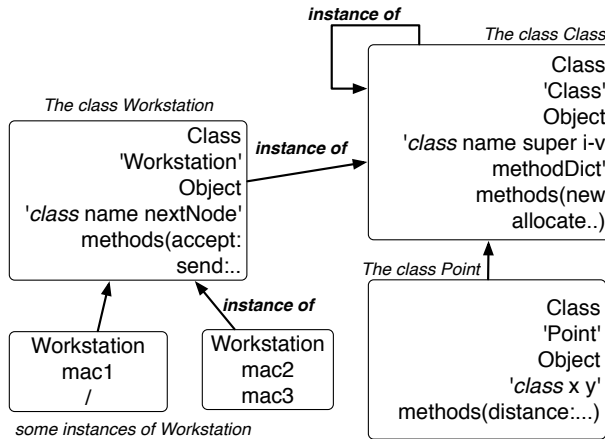 instance of
The class Class
Class
'Class'
Object
'class name super i-v
methodDict'
methods(new
allocate..)
The class Workstation
Class
'Workstation'
Object
'class name nextNode'
methods(accept:
send:..
instance of
The class Point
Class
'Point'
Object
'class x y'
methods(distance:...)
instance of
Workstation
mac1
/
Workstation
mac2
mac3
some instances of Workstation